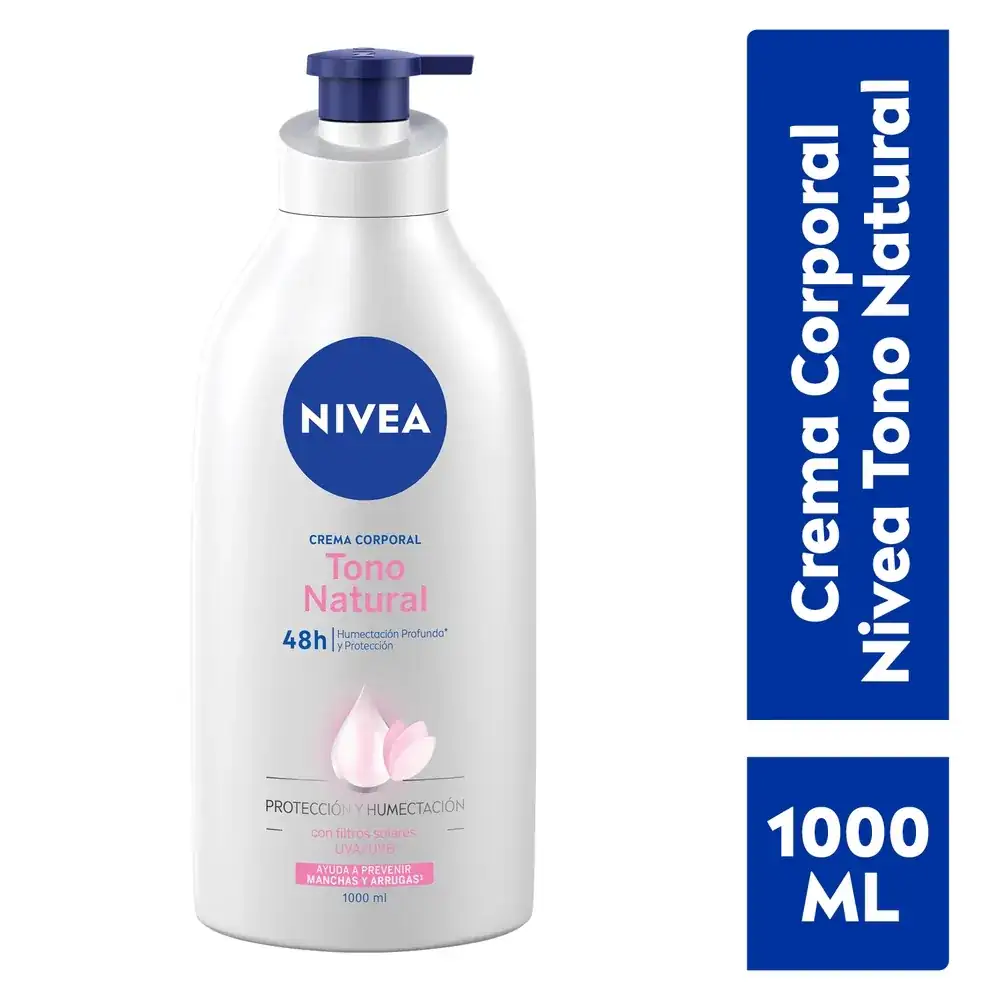 NIVEA
CREMA CORPORAL
Tono
Natural
48h
Humectación Profunda*
y Protección
PROTECCIÓN Y HUMECTACIÓN
con filtros solares
UVA/UVB
AYUDA A PREVENIR
MANCHAS Y ARRUGAS¹
1000 ml
Crema Corporal
Nivea Tono Natural
1000
ML